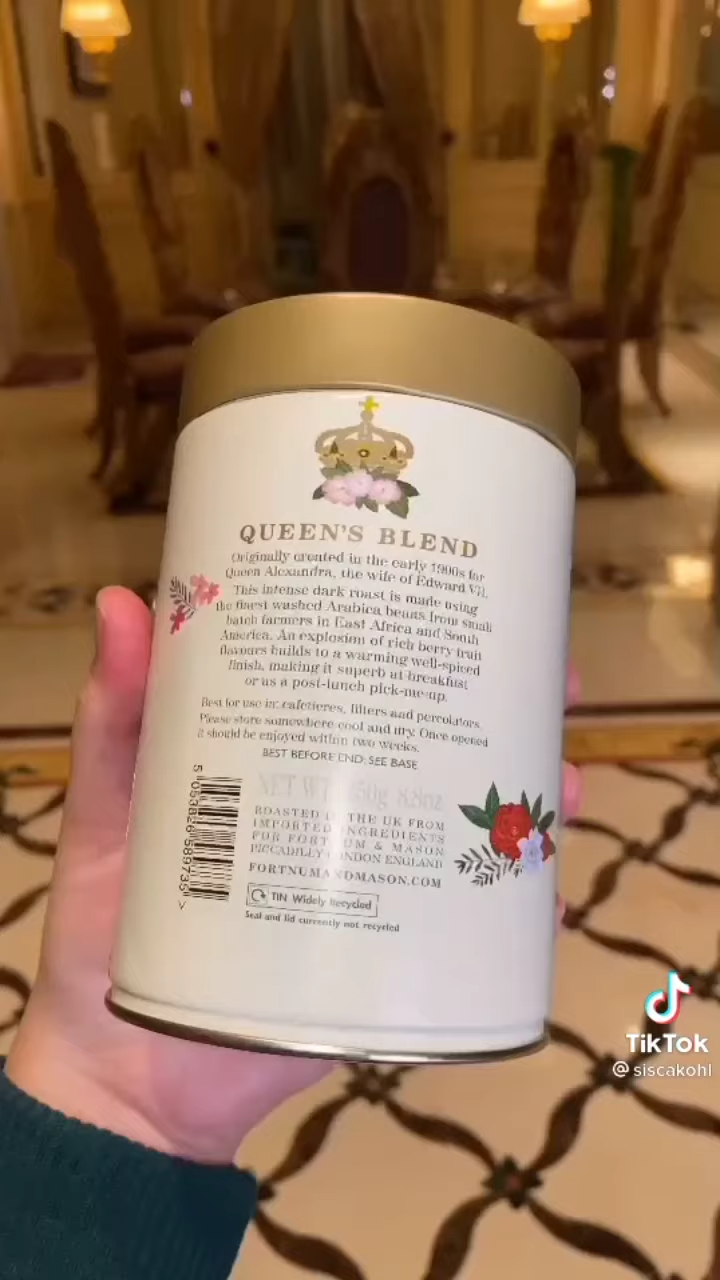 QUEEN'S BLEND
Originally created in the early 1900s for
Queen Alexandra, the wife of Edward VII.
This intense dark roast is made using
the finest washed Arabica beans from small
batch farmers in East Africa and South
America. An explosion of rich berry fruit
flavours builds to a warming well-spiced
finish, making it superb at breakfast
or as a post-lunch pick-me-up.
Best for use in: cafetieres, filters and percolators.
Please store somewhere cool and dry. Once opened
it should be enjoyed within two weeks.
BEST BEFORE END: SEE BASE
NET WT 250g 8.8oz
ROASTED IN THE UK FROM
IMPORTED INGREDIENTS
FOR FORTNUM & MASON
PICCADILLY LONDON ENGLAND
FORTNUMANDMASON.COM
TIN Widely Recycled
Seal and lid currently not recycled
TikTok
@siscakohl